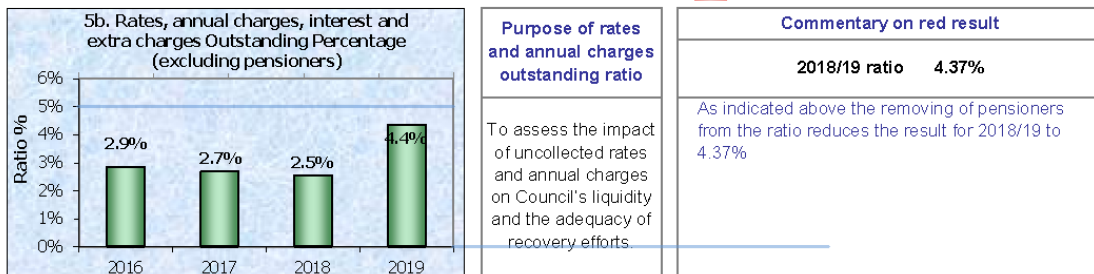 5b. Rates, annual charges, interest and
extra charges Outstanding Percentage
(excluding pensioners)
Ratio %
6%
5%
4%
3%
2%
1%
0%
2.9%
2.7%
2.5%
4.4%
2016
2017
2018
2019
Purpose of rates
and annual charges
outstanding ratio
To assess the impact
of uncollected rates
and annual charges
on Council's liquidity
and the adequacy of
recovery efforts.
Commentary on red result
2018/19 ratio 4.37%
As indicated above the removing of pensioners
from the ratio reduces the result for 2018/19 to
4.37%